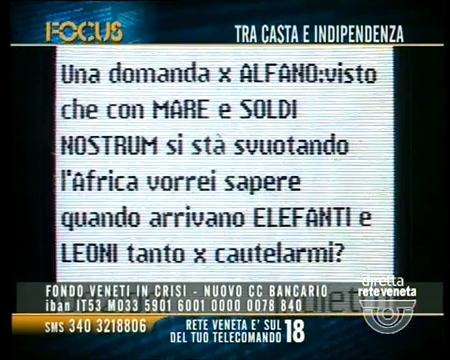 FOCUS
TRA CASTA E INDIPENDENZA
Una domanda x ALFANO:visto
che con MARE e SOLDI
NOSTRUM si stà svuotando
l'Africa vorrei sapere
quando arrivano ELEFANTI e
LEONI tanto x cautelarmi?
diretta
reteveneta
FONDO VENETI IN CRISI - NUOVO CC BANCARIO
iban IT53 M033 5901 6001 0000 0078 840
SMS 340 3218806
RETE VENETA E' SUL
DEL TUO TELECOMANDO
18